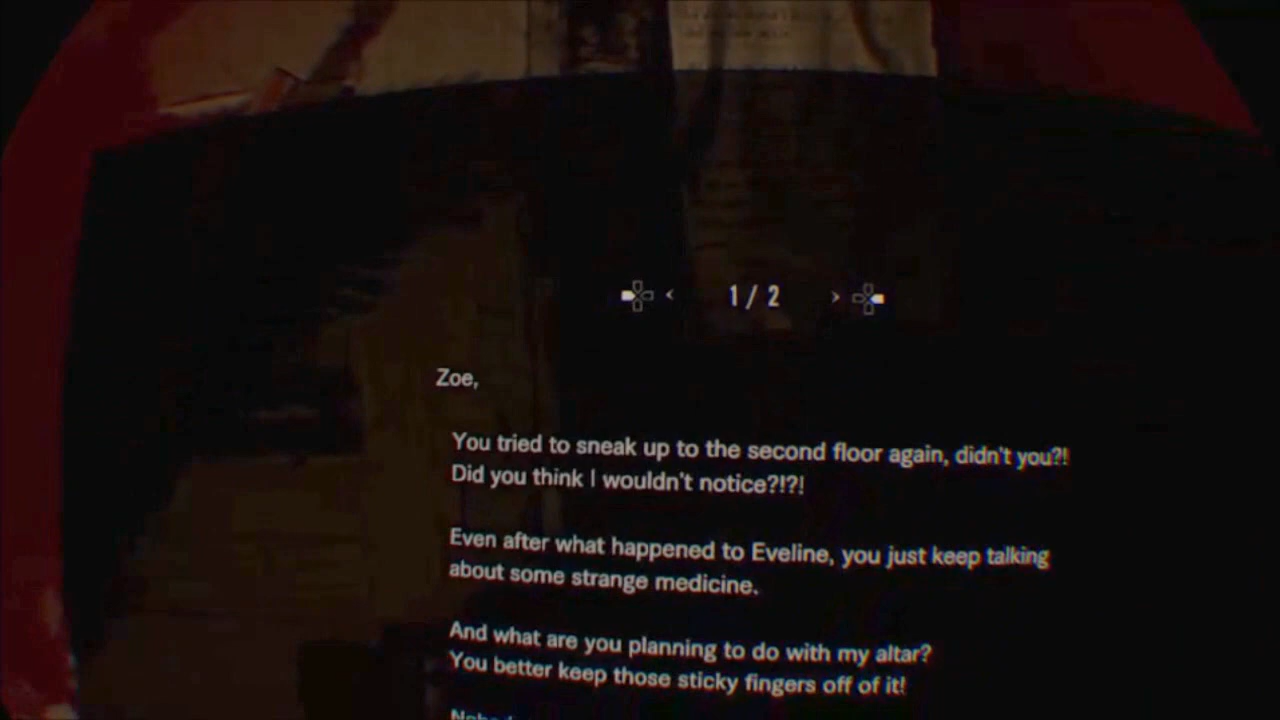 1 / 2
Zoe,
You tried to sneak up to the second floor again, didn't you?!
Did you think I wouldn't notice?!?!
Even after what happened to Eveline, you just keep talking
about some strange medicine.
And what are you planning to do with my altar?
You better keep those sticky fingers off of it!